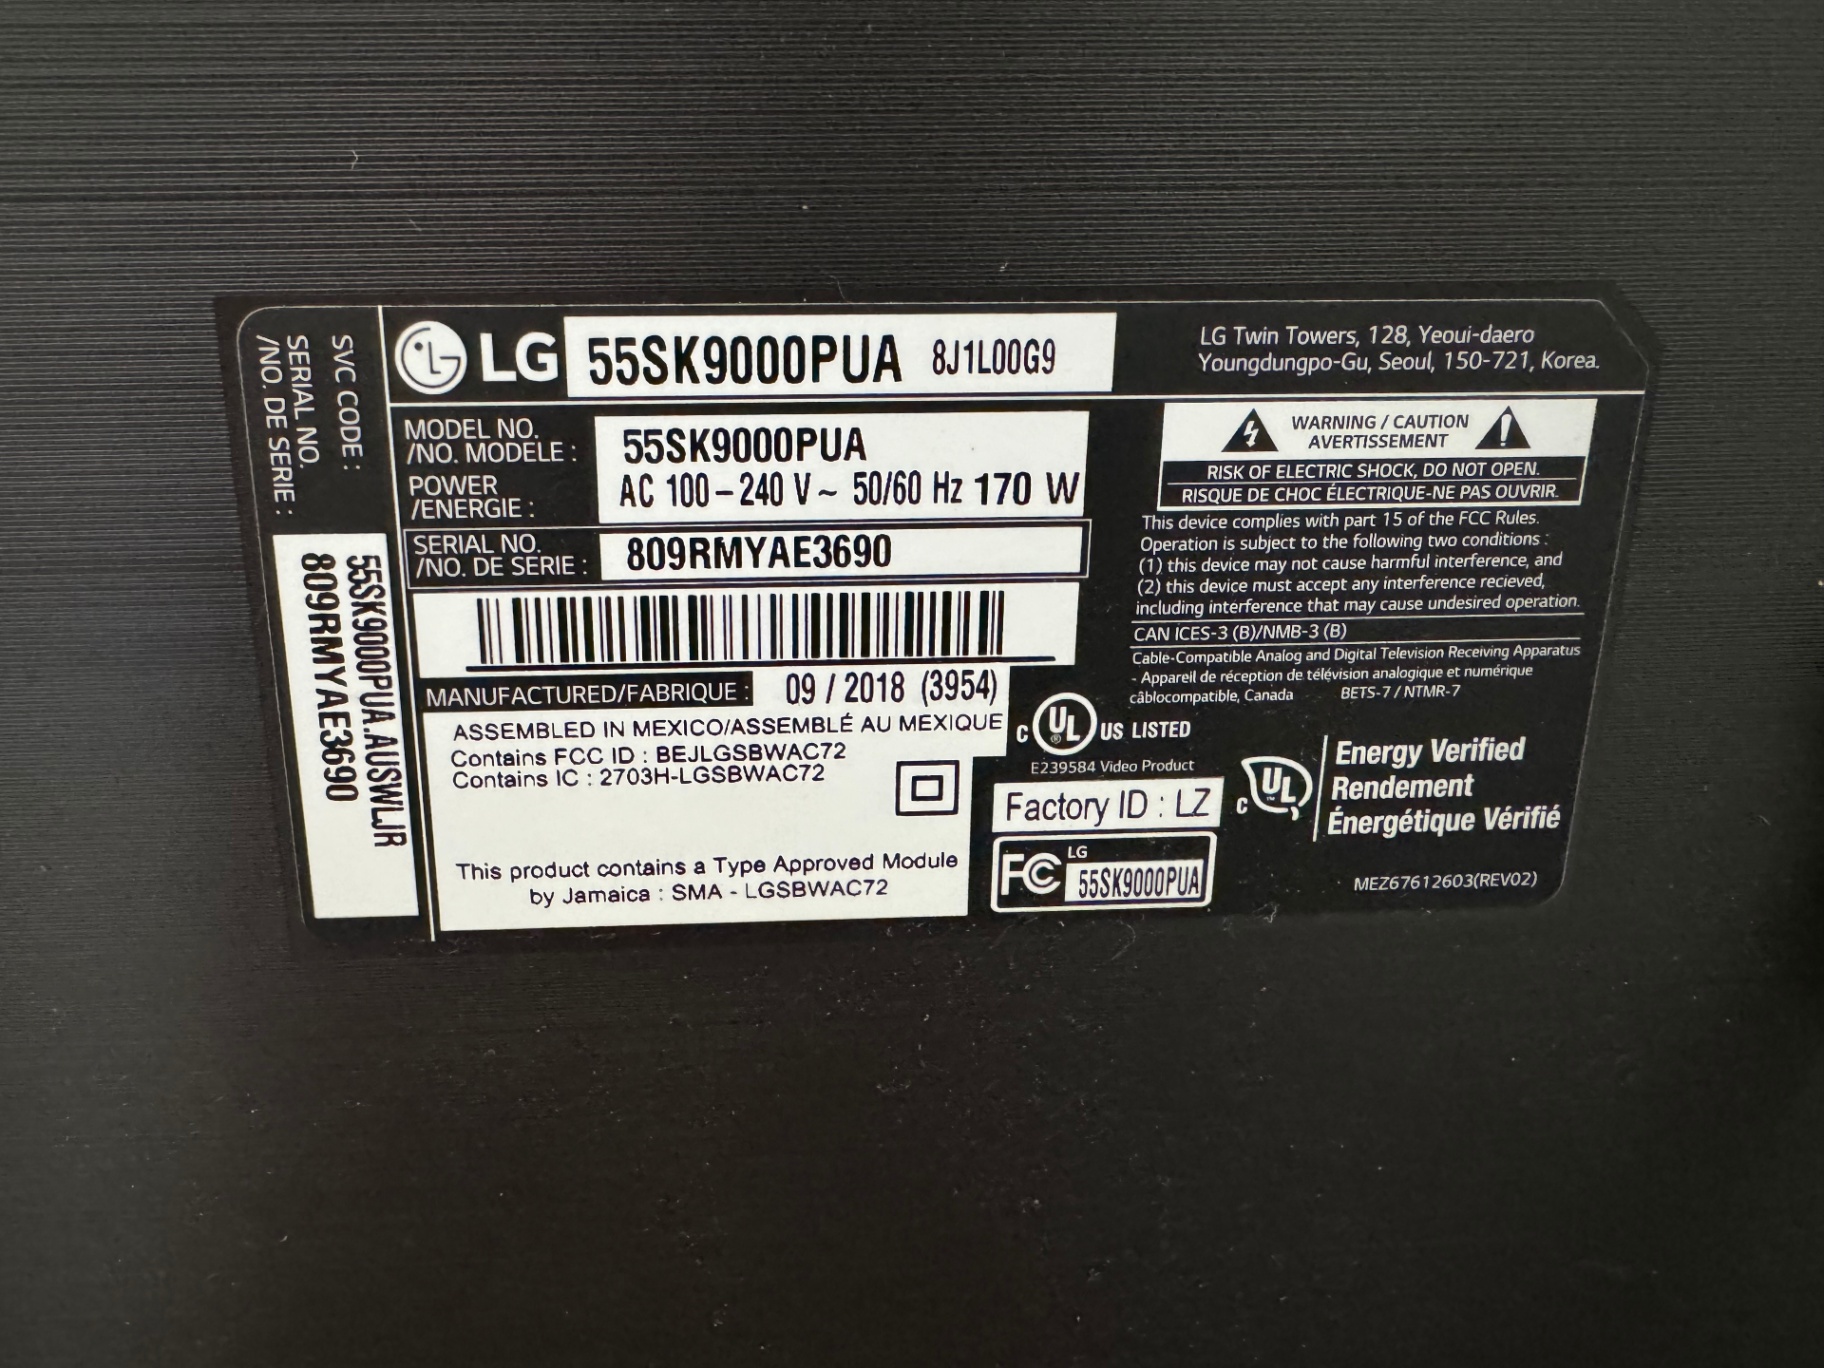 SVC CODE :
SERIAL NO.
/NO. DE SERIE :
55SK9000PUA.AUSWLJR
809RMYAE3690
LG 55SK9000PUA 8J1L00G9
LG Twin Towers, 128, Yeoui-daero
Youngdungpo-Gu, Seoul, 150-721, Korea.
MODEL NO.
/NO. MODÈLE :
55SK9000PUA
POWER
/ENERGIE :
AC 100-240 V ~ 50/60 Hz 170 W
SERIAL NO.
/NO. DE SERIE :
809RMYAE3690
MANUFACTURED/FABRIQUE : 09 / 2018 (3954)
ASSEMBLED IN MEXICO/ASSEMBLÉ AU MEXIQUE
Contains FCC ID : BEJLGSBWAC72
Contains IC : 2703H-LGSBWAC72
This product contains a Type Approved Module
by Jamaica : SMA - LGSBWAC72
WARNING / CAUTION
AVERTISSEMENT
RISK OF ELECTRIC SHOCK, DO NOT OPEN.
RISQUE DE CHOC ÉLECTRIQUE-NE PAS OUVRIR.
This device complies with part 15 of the FCC Rules.
Operation is subject to the following two conditions :
(1) this device may not cause harmful interference, and
(2) this device must accept any interference recieved,
including interference that may cause undesired operation.
CAN ICES-3 (B)/NMB-3 (B)
Cable-Compatible Analog and Digital Television Receiving Apparatus
- Appareil de réception de télévision analogique et numérique
câblocompatible, Canada BETS-7 / NTMR-7
C UL ® US LISTED
E239584 Video Product
Factory ID : LZ
FC LG
55SK9000PUA
C UL ™
Energy Verified
Rendement
Énergétique Vérifié
MEZ67612603(REV02)